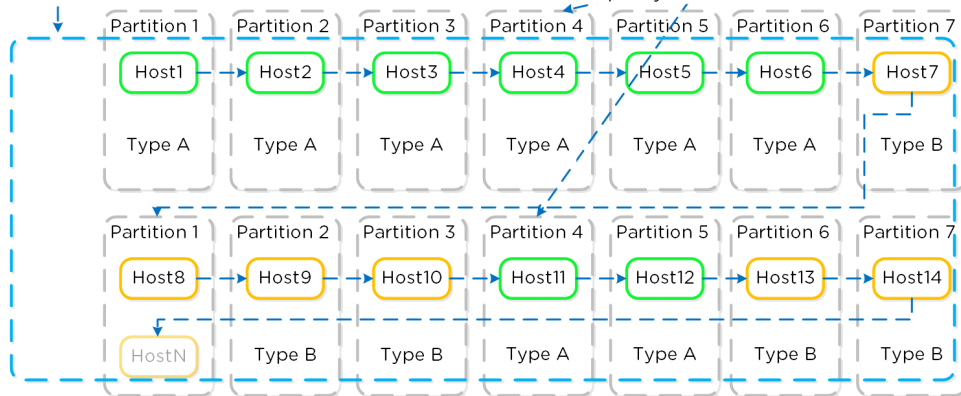 Partition 1 Partition 2 Partition 3 Partition 4 Partition 5 Partition 6 Partition 7
Host1 Host2 Host3 Host4 Host5 Host6 Host7
Type A Type A Type A Type A Type A Type A Type B
Partition 1 Partition 2 Partition 3 Partition 4 Partition 5 Partition 6 Partition 7
Host8 Host9 Host10 Host11 Host12 Host13 Host14
HostN Type B Type B Type A Type A Type B Type B